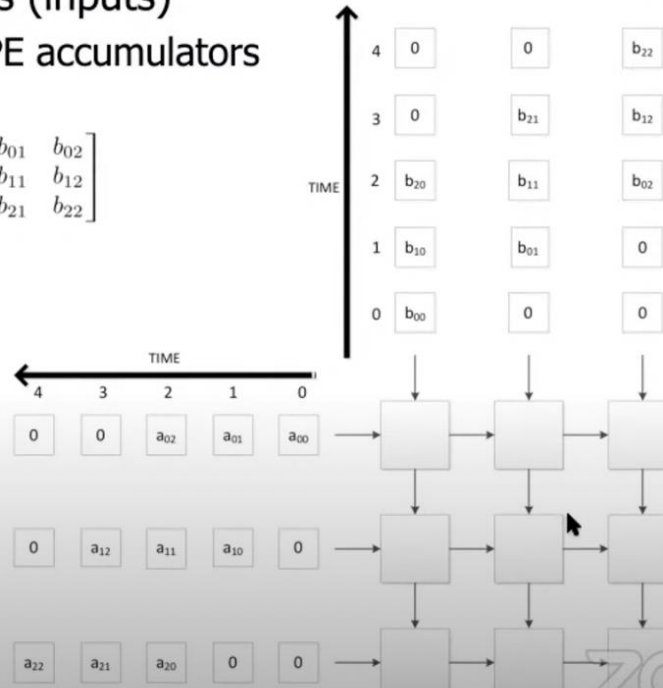 (inputs)
PE accumulators
b01 b02
b11 b12
b21 b22
TIME
4 0 0 b22
3 0 b21 b12
2 b20 b11 b02
1 b10 b01 0
0 b00 0 0
TIME
4 3 2 1 0
0 0 a02 a01 a00
0 a12 a11 a10 0
a22 a21 a20 0 0